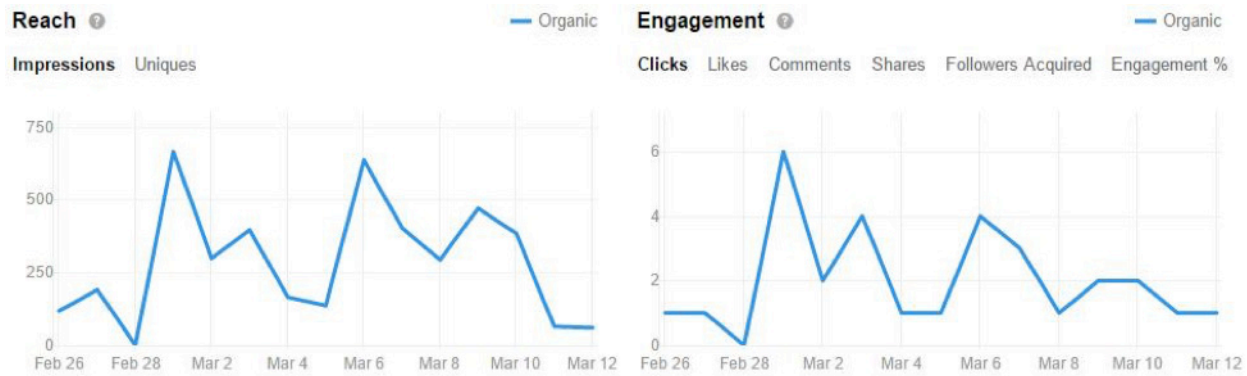 Reach ?
Organic
Impressions Uniques
750
500
250
0
Feb 26 Feb 28 Mar 2 Mar 4 Mar 6 Mar 8 Mar 10 Mar 12
Engagement ?
Organic
Clicks Likes Comments Shares Followers Acquired Engagement %
6
4
2
0
Feb 26 Feb 28 Mar 2 Mar 4 Mar 6 Mar 8 Mar 10 Mar 12